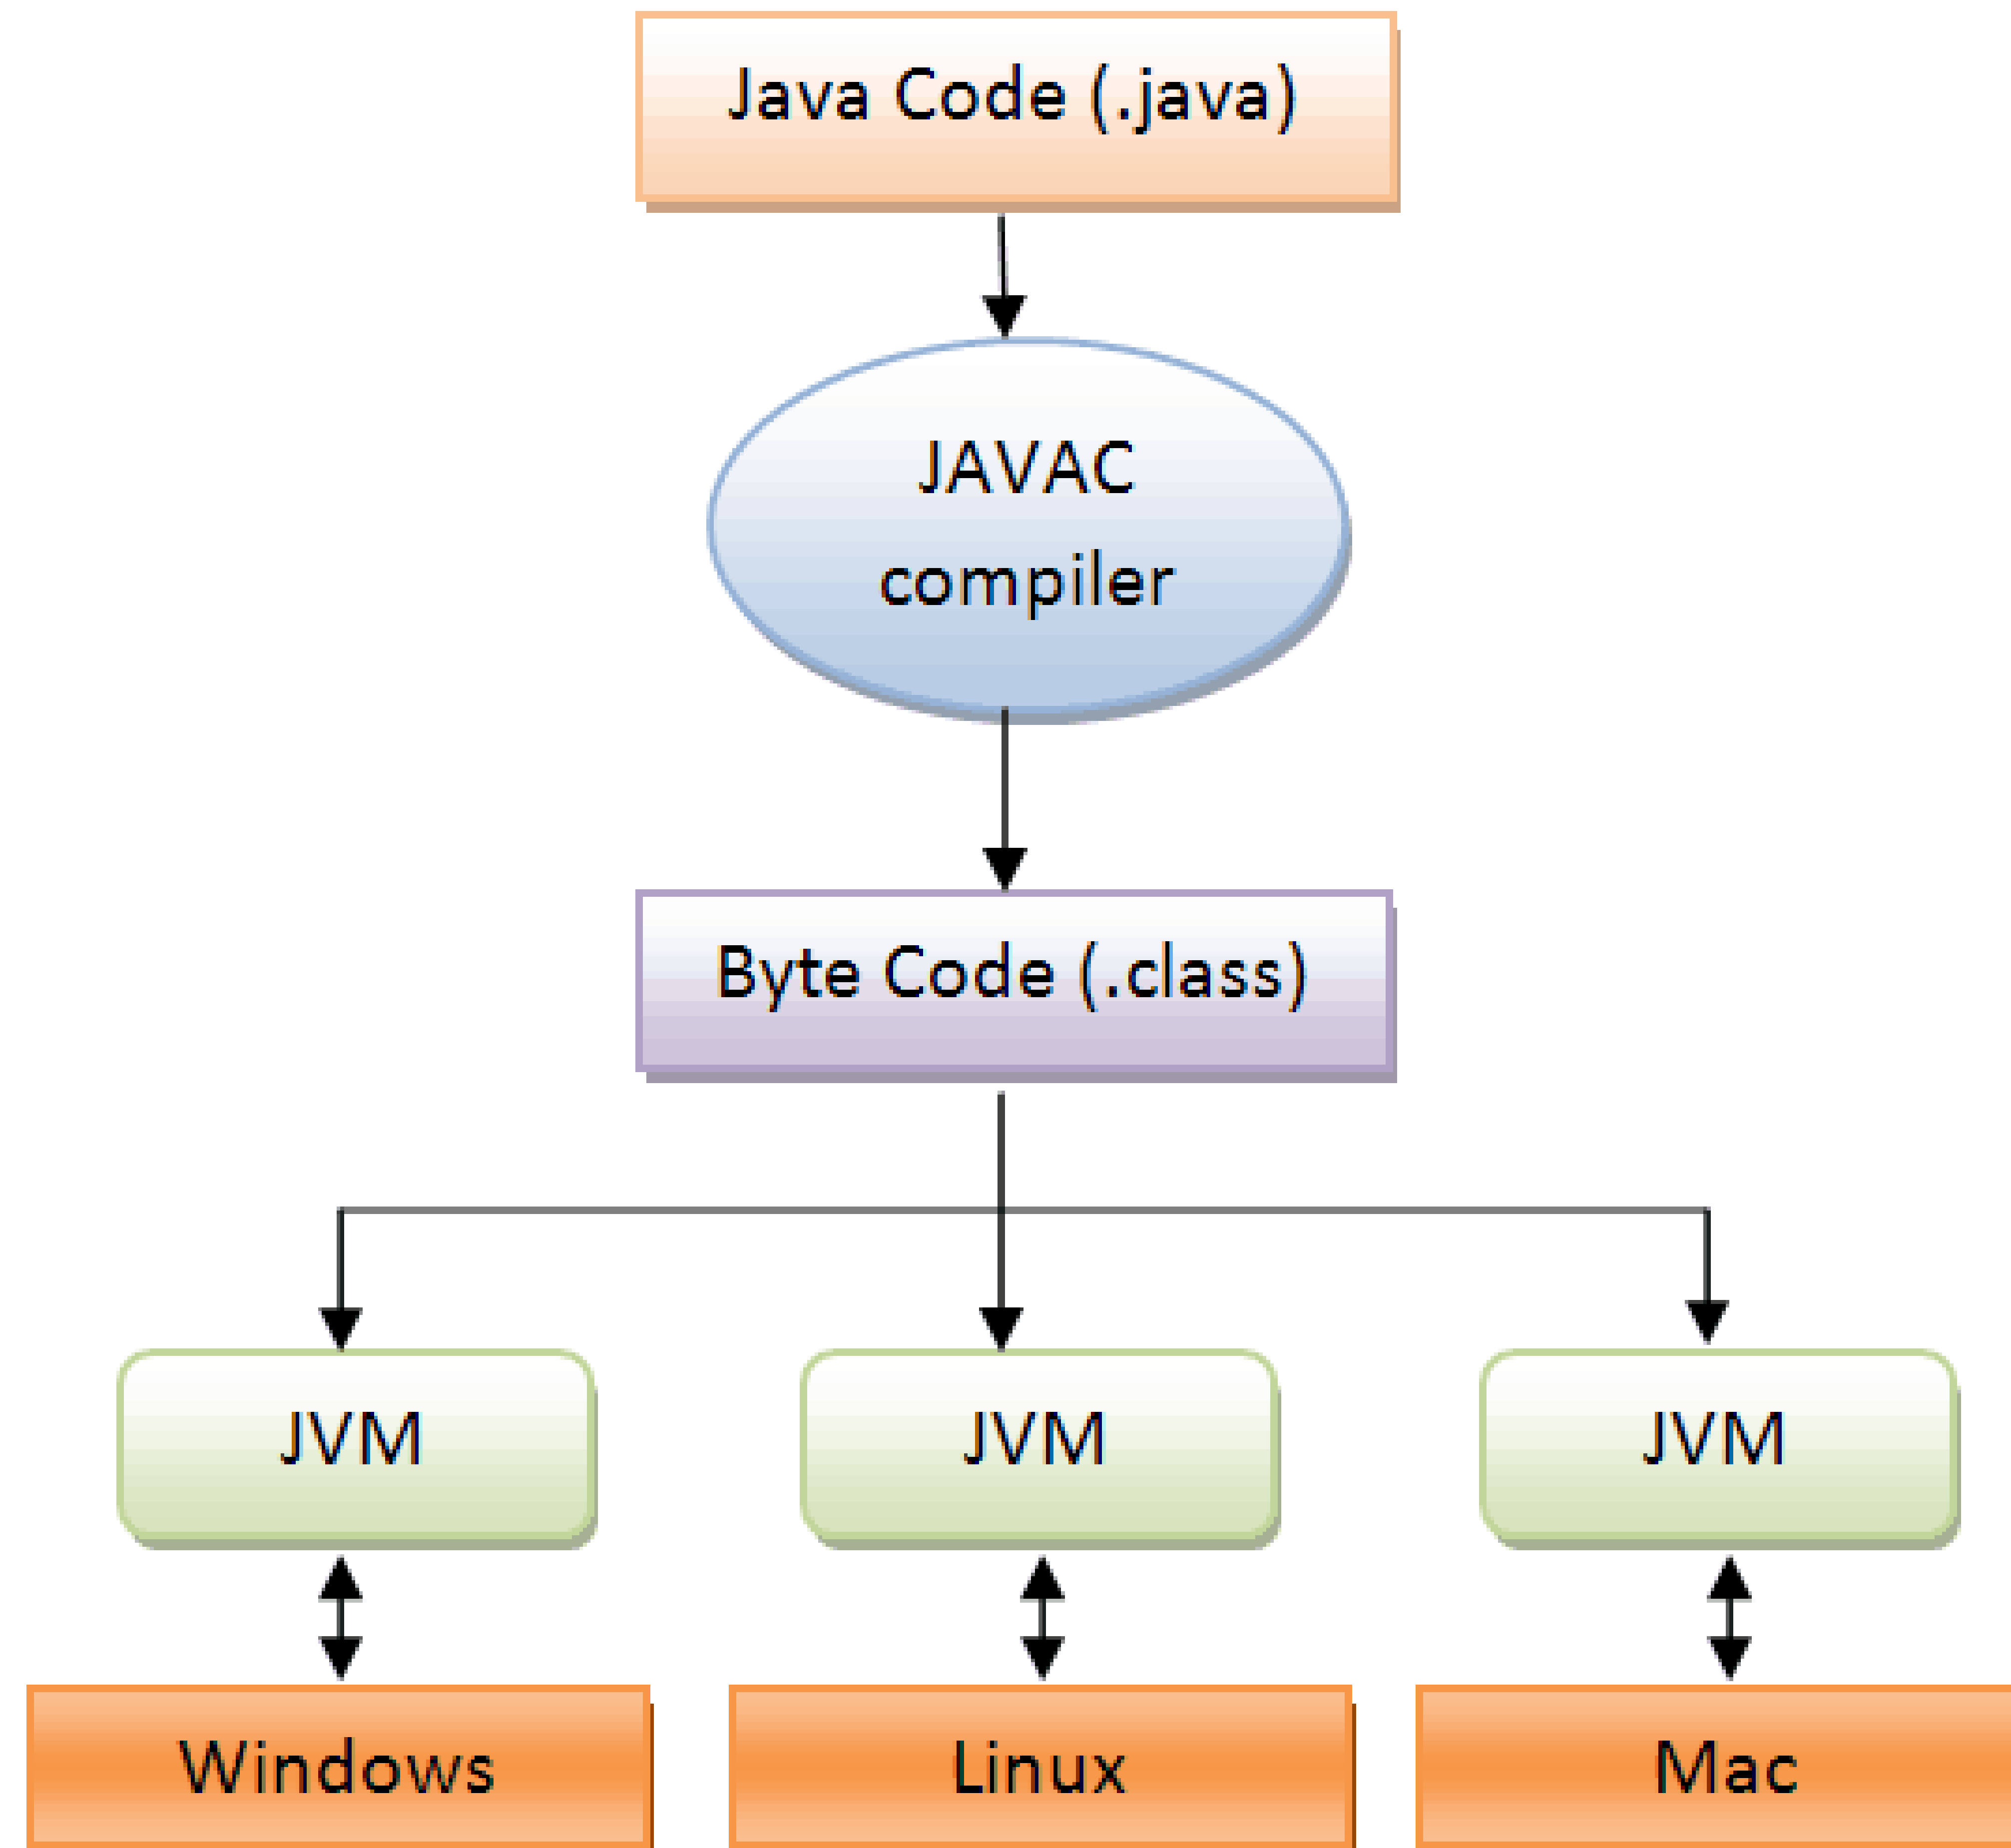 Java Code (.java)
JAVAC
compiler
Byte Code (.class)
JVM
JVM
JVM
Windows
Linux
Mac